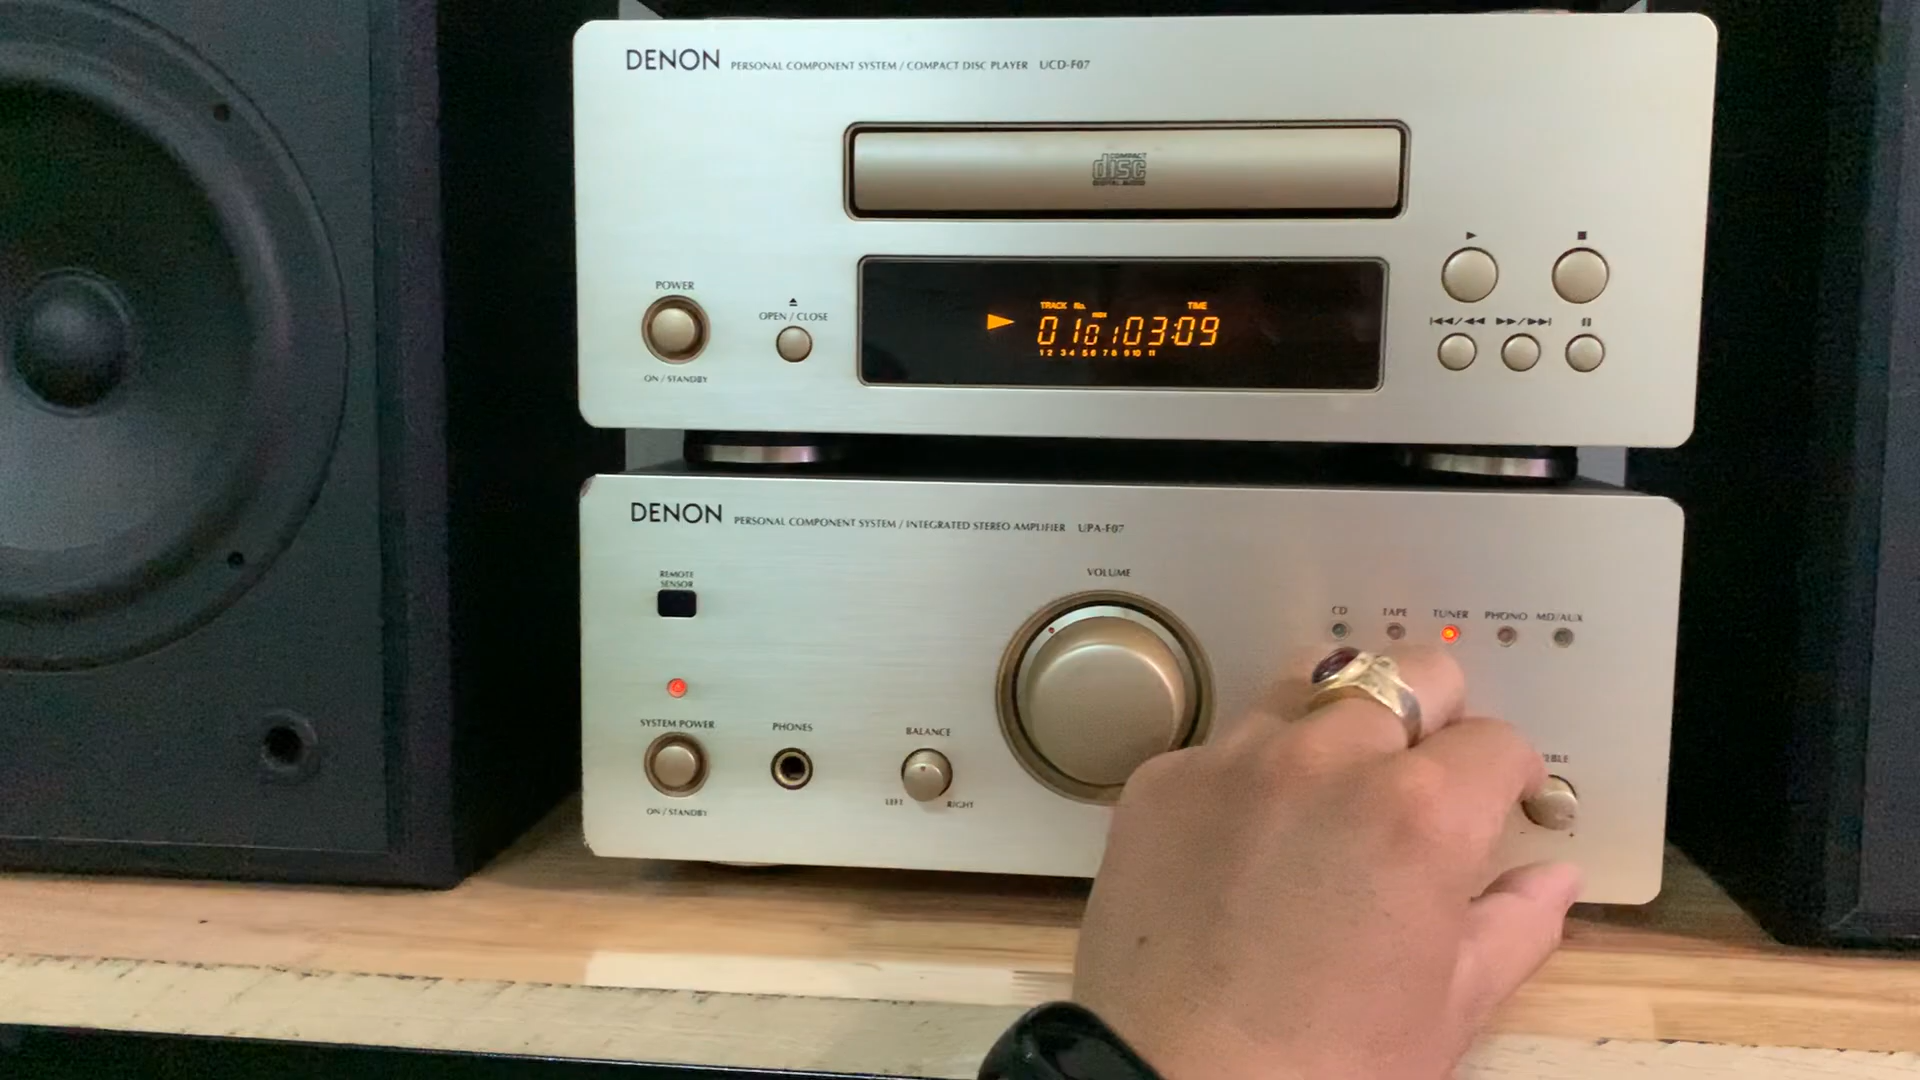 DENON PERSONAL COMPONENT SYSTEM / COMPACT DISC PLAYER UCD-F07
COMPACT
disc
DIGITAL AUDIO
POWER
OPEN / CLOSE
ON / STANDBY
TRACK No. MIN TIME
01 01 03:09
1 2 3 4 5 6 7 8 9 10 11
DENON PERSONAL COMPONENT SYSTEM / INTEGRATED STEREO AMPLIFIER UPA-F07
REMOTE
SENSOR
VOLUME
CD TAPE TUNER PHONO MD/AUX
SYSTEM POWER
PHONES
BALANCE
LEFT RIGHT
ON / STANDBY